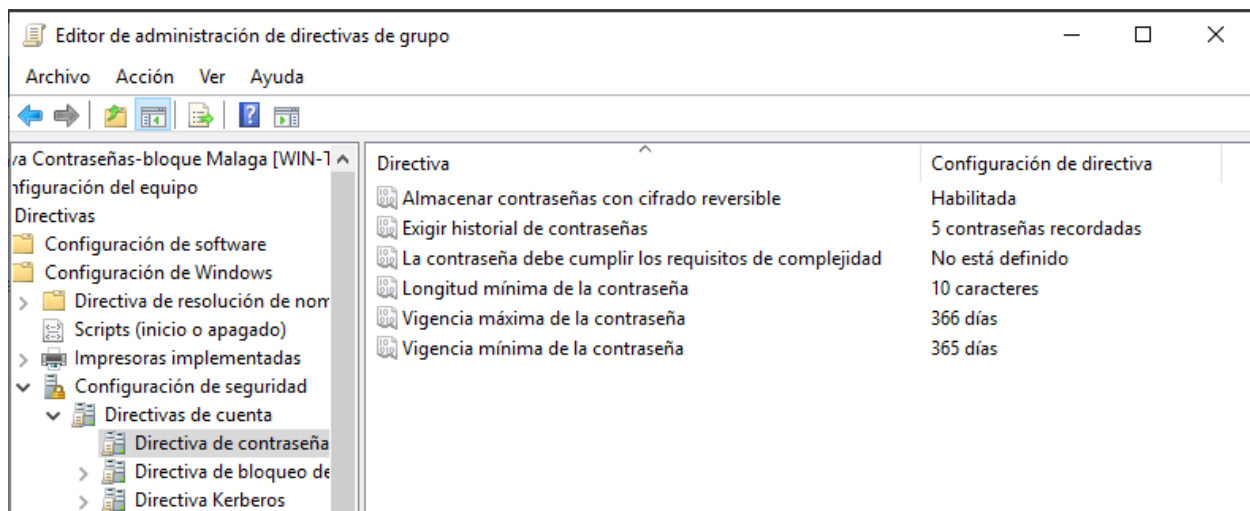 Editor de administración de directivas de grupo
Archivo Acción Ver Ayuda
va Contraseñas-bloque Malaga [WIN-T
nfiguración del equipo
Directivas
Configuración de software
Configuración de Windows
Directiva de resolución de nom
Scripts (inicio o apagado)
Impresoras implementadas
Configuración de seguridad
Directivas de cuenta
Directiva de contraseña
Directiva de bloqueo de
Directiva Kerberos
Directiva Configuración de directiva
Almacenar contraseñas con cifrado reversible Habilitada
Exigir historial de contraseñas 5 contraseñas recordadas
La contraseña debe cumplir los requisitos de complejidad No está definido
Longitud mínima de la contraseña 10 caracteres
Vigencia máxima de la contraseña 366 días
Vigencia mínima de la contraseña 365 días